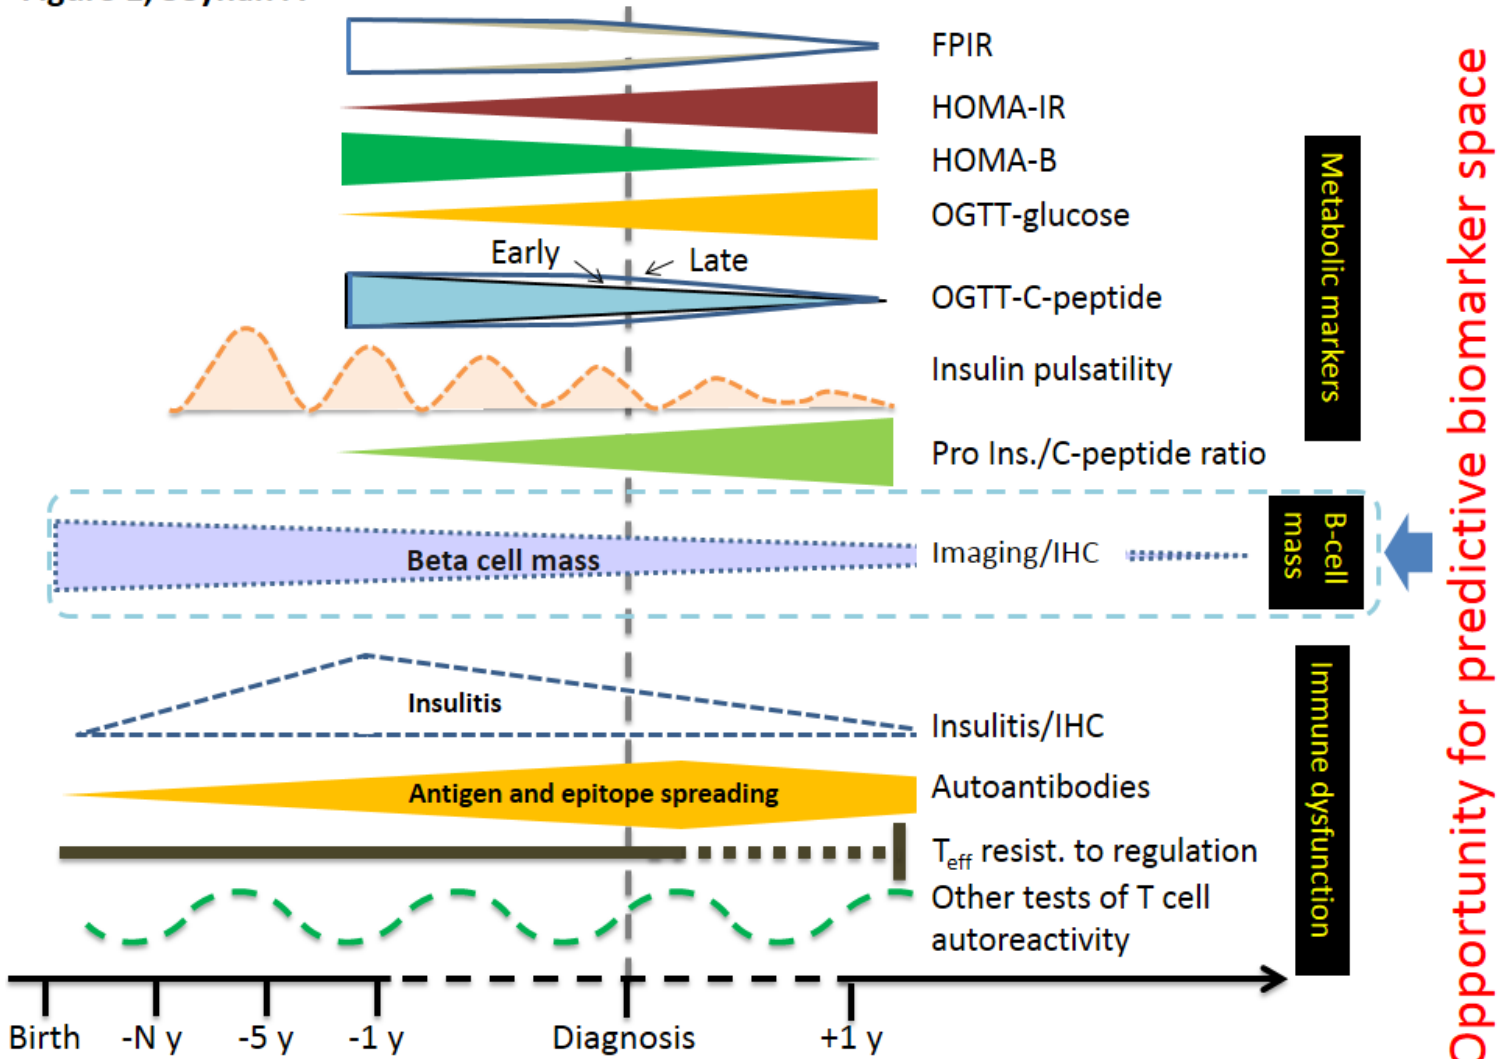 FPIR
HOMA-IR
HOMA-B
OGTT-glucose
Early
Late
OGTT-C-peptide
Insulin pulsatility
Pro Ins./C-peptide ratio
Metabolic markers
Beta cell mass
Imaging/IHC
B-cell
mass
Insulitis
Insulitis/IHC
Antigen and epitope spreading
Autoantibodies
Teff resist. to regulation
Other tests of T cell
autoreactivity
Immune dysfunction
Opportunity for predictive biomarker space
Birth
-N y
-5 y
-1 y
Diagnosis
+1 y